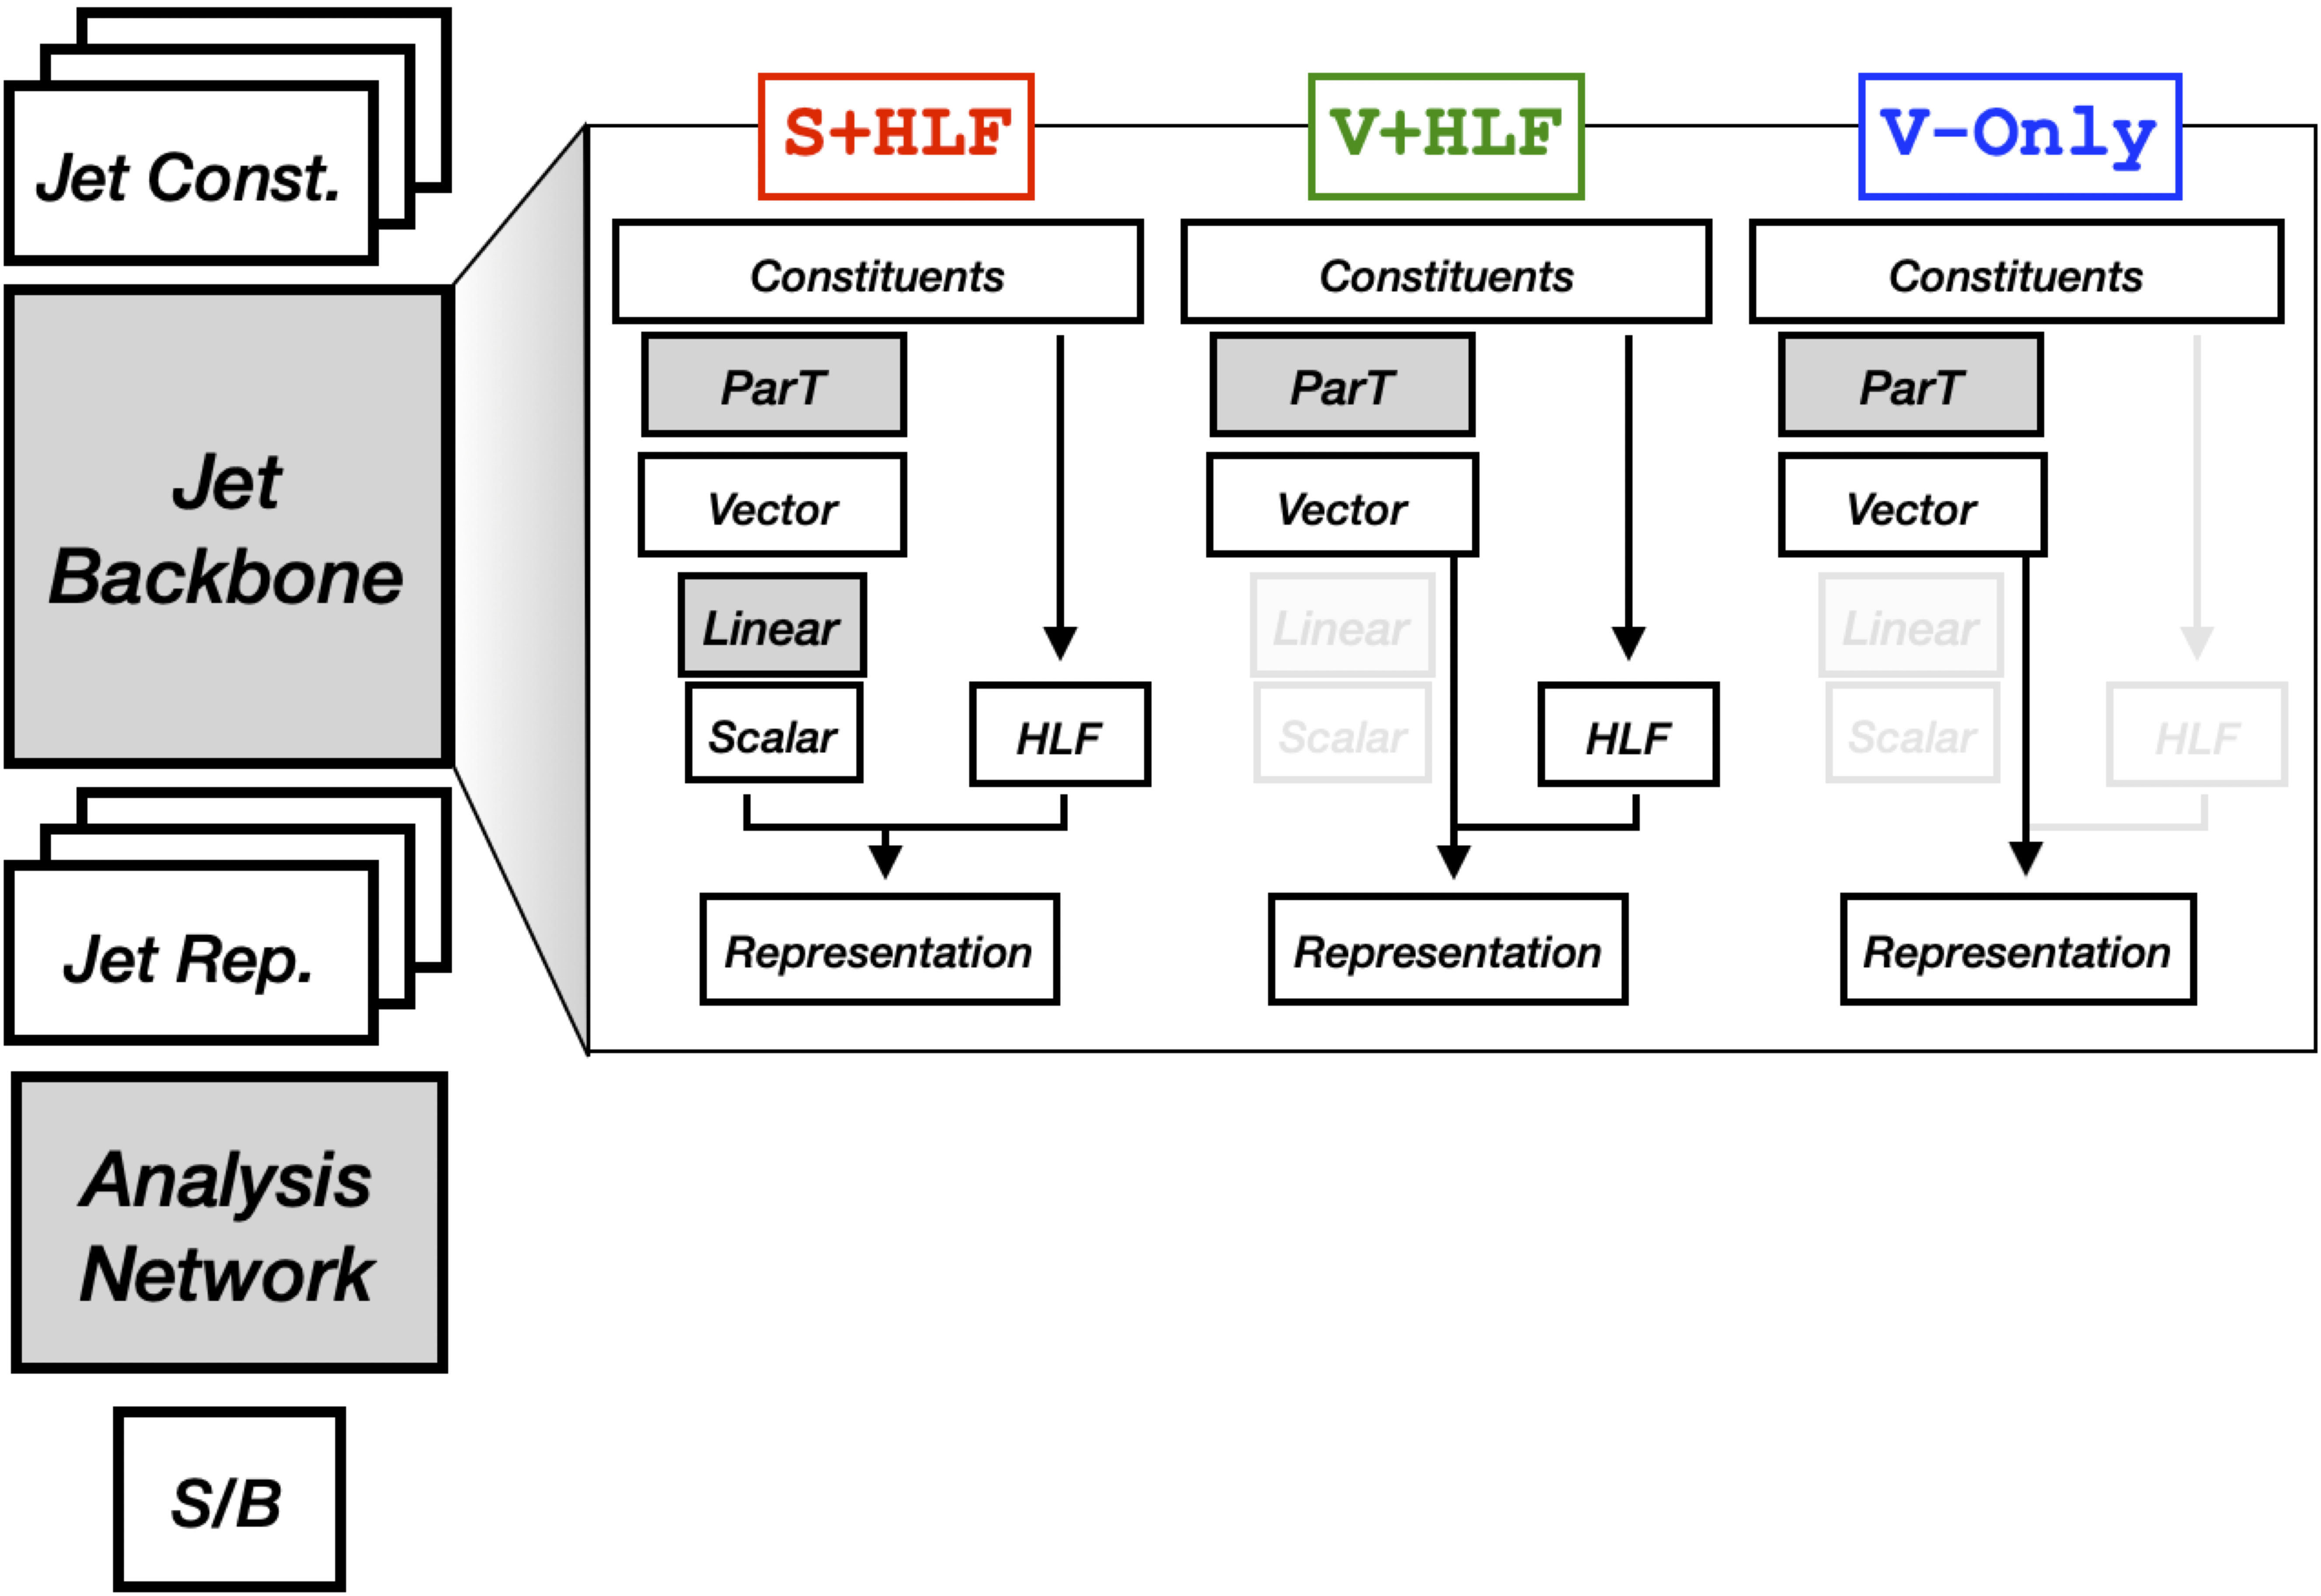 Jet Const.
Jet
Backbone
Jet Rep.
Analysis
Network
S/B
S+HLF
Constituents
ParT
Vector
Linear
Scalar
HLF
Representation
V+HLF
Constituents
ParT
Vector
Linear
Scalar
HLF
Representation
V-Only
Constituents
ParT
Vector
Linear
Scalar
HLF
Representation